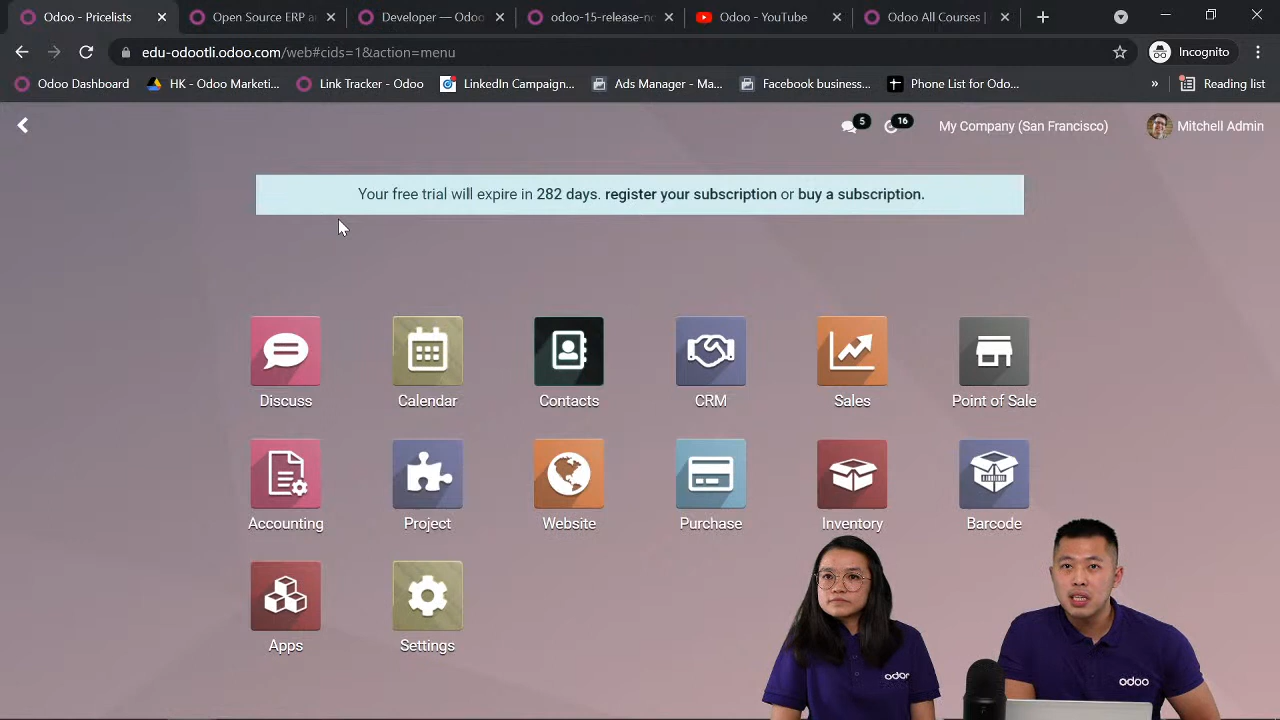 Odoo - Pricelists
Open Source ERP an
Developer — Odoo
odoo-15-release-no
Odoo - YouTube
Odoo All Courses |
edu-odootli.odoo.com/web#cids=1&action=menu
Incognito
Odoo Dashboard
HK - Odoo Marketi...
Link Tracker - Odoo
LinkedIn Campaign...
Ads Manager - Ma...
Facebook business...
Phone List for Odo...
»
Reading list
5
16
My Company (San Francisco)
Mitchell Admin
Your free trial will expire in 282 days. register your subscription or buy a subscription.
Discuss
Calendar
Contacts
CRM
Sales
Point of Sale
Accounting
Project
Website
Purchase
Inventory
Barcode
Apps
Settings
odoo
odoo